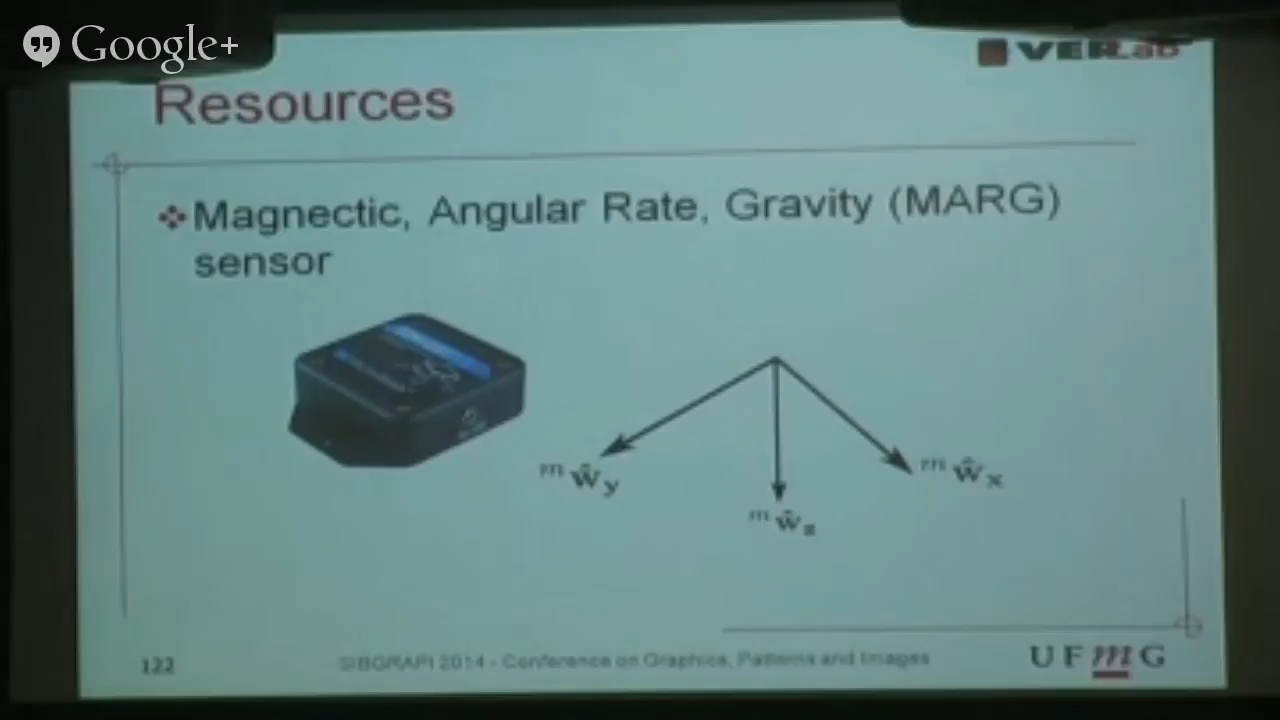 Google+
VERLab
Resources
Magnectic, Angular Rate, Gravity (MARG)
sensor
m ŵy
m ŵz
m ŵx
122
SIBGRAPI 2014 - Conference on Graphics, Patterns and Images
UFmG